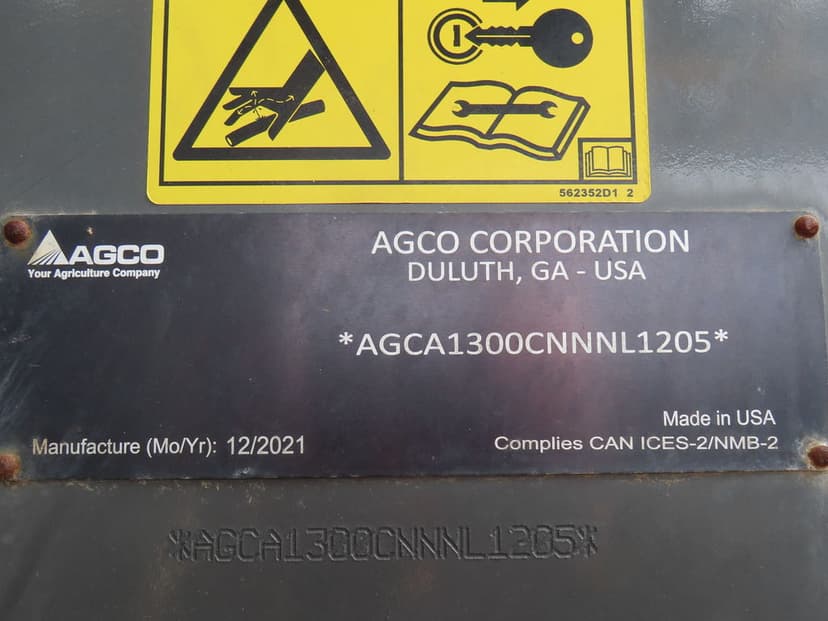 562352D1 2
AGCO
Your Agriculture Company
AGCO CORPORATION
DULUTH, GA - USA
*AGCA1300CNNNL1205*
Made in USA
Manufacture (Mo/Yr): 12/2021
Complies CAN ICES-2/NMB-2
*AGCA1300CNNNL1205*